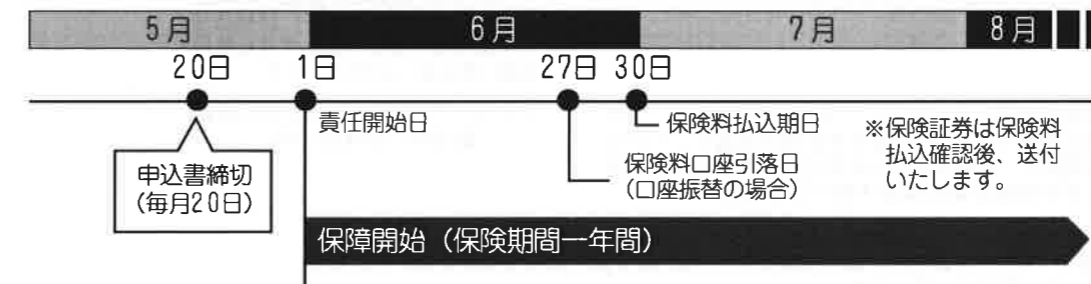 5月 6月 7月 8月
20日 1日 27日 30日
責任開始日
保険料払込期日
※保険証券は保険料
払込確認後、送付
いたします。
保険料口座引落日
(口座振替の場合)
申込書締切
(毎月20日)
保障開始(保険期間一年間)